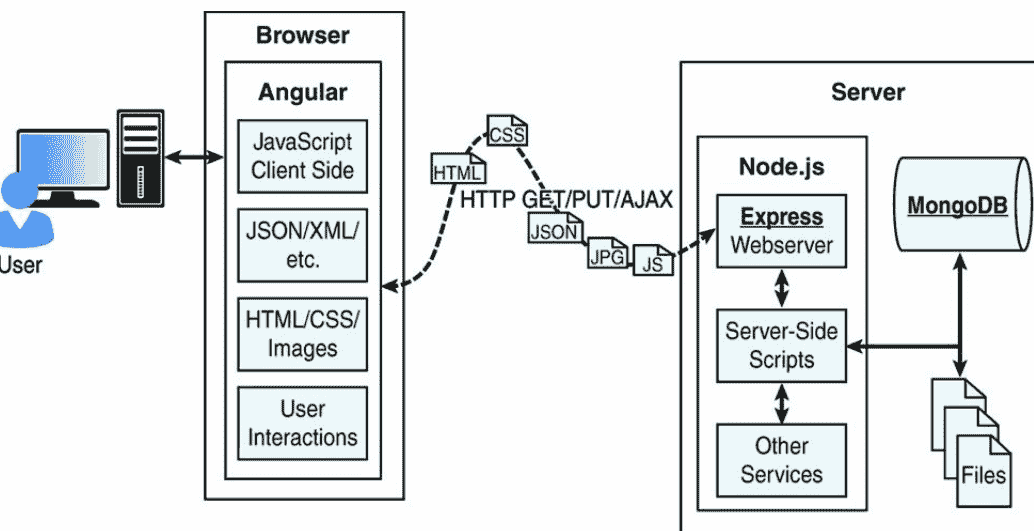 User
Browser
Angular
JavaScript
Client Side
JSON/XML/
etc.
HTML/CSS/
Images
User
Interactions
HTML
CSS
HTTP GET/PUT/AJAX
JSON
JPG
JS
Server
Node.js
Express
Webserver
Server-Side
Scripts
Other
Services
MongoDB
Files